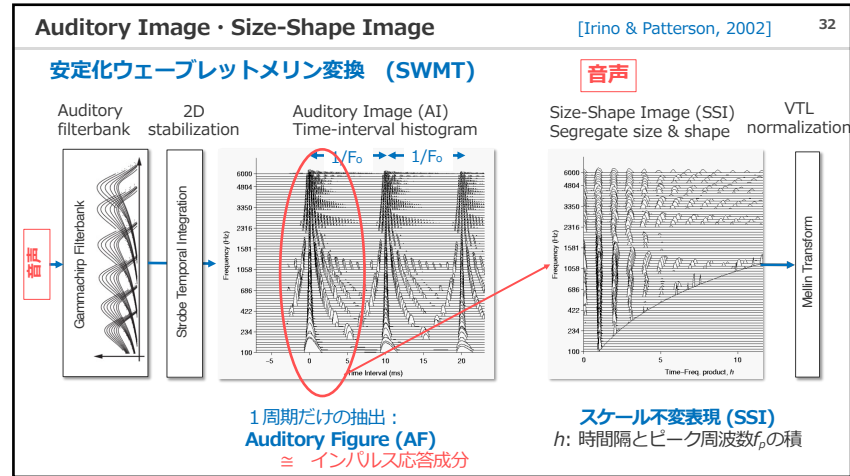 Auditory Image・Size-Shape Image
[Irino & Patterson, 2002]
32
安定化ウェーブレットメリン変換 (SWMT)
音声
Auditory
filterbank
2D
stabilization
Auditory Image (AI)
Time-interval histogram
Size-Shape Image (SSI)
Segregate size & shape
VTL
normalization
音声
Gammachirp Filterbank
Strobe Temporal Integration
1/Fₒ
1/Fₒ
Frequency (Hz)
6000
4804
3370
2316
1581
1058
686
422
234
100
-5
0
5
10
15
20
Time Interval (ms)
Frequency (Hz)
6000
4804
3370
2316
1581
1058
686
422
234
100
0
5
10
Time-Freq. product, h
Mellin Transform
1周期だけの抽出：
Auditory Figure (AF)
≅ インパルス応答成分
スケール不変表現 (SSI)
h: 時間隔とピーク周波数fpの積